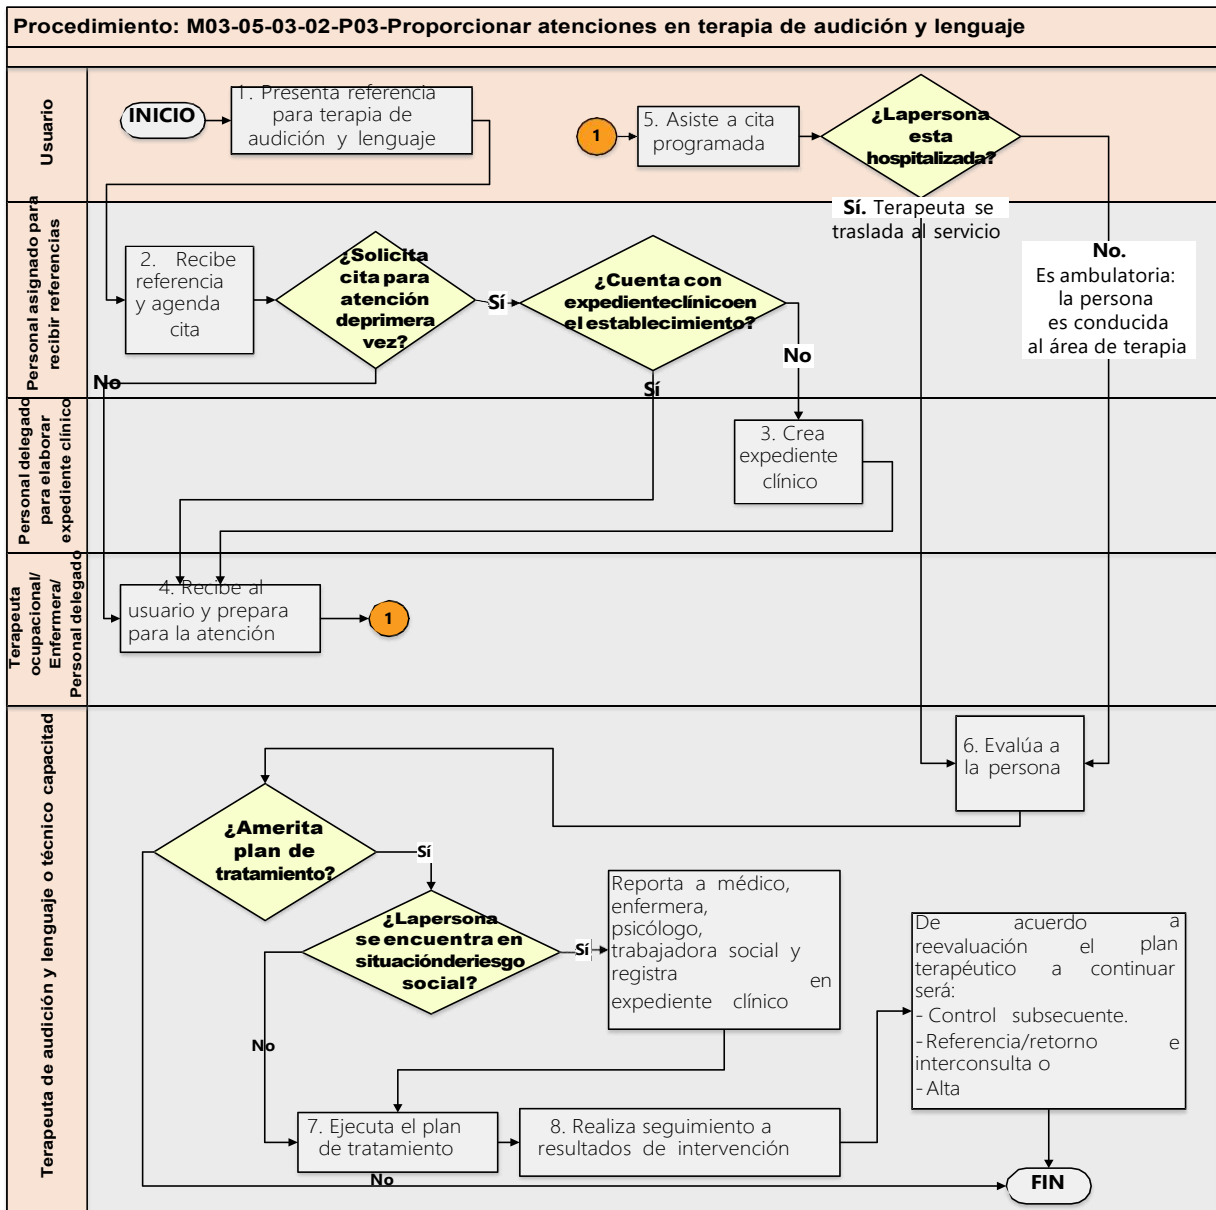 Procedimiento: M03-05-03-02-P03-Proporcionar atenciones en terapia de audición y lenguaje
Usuario
INICIO
1. Presenta referencia
para terapia de
audición y lenguaje
1
5. Asiste a cita
programada
¿Lapersona
esta
hospitalizada?
Sí. Terapeuta se
traslada al servicio
No.
Es ambulatoria:
la persona
es conducida
al área de terapia
Personal asignado para
recibir referencias
2. Recibe
referencia
y agenda
cita
¿Solicita
cita para
atención
deprimera
vez?
Sí
No
¿Cuenta con
expedienteclínicoen
el establecimiento?
No
Sí
Personal delegado
para elaborar
expediente clínico
3. Crea
expediente
clínico
Terapeuta
ocupacional/
Enfermera/
Personal delegado
4. Recibe al
usuario y prepara
para la atención
1
Terapeuta de audición y lenguaje o técnico capacitad
6. Evalúa a
la persona
¿Amerita
plan de
tratamiento?
Sí
¿Lapersona
se encuentra en
situaciónderiesgo
social?
Sí
Reporta a médico,
enfermera,
psicólogo,
trabajadora social y
registra en
expediente clínico
De acuerdo a
reevaluación el plan
terapéutico a continuar
será:
- Control subsecuente.
-Referencia/retorno e
interconsulta o
- Alta
No
7. Ejecuta el plan
de tratamiento
8. Realiza seguimiento a
resultados de intervención
No
FIN